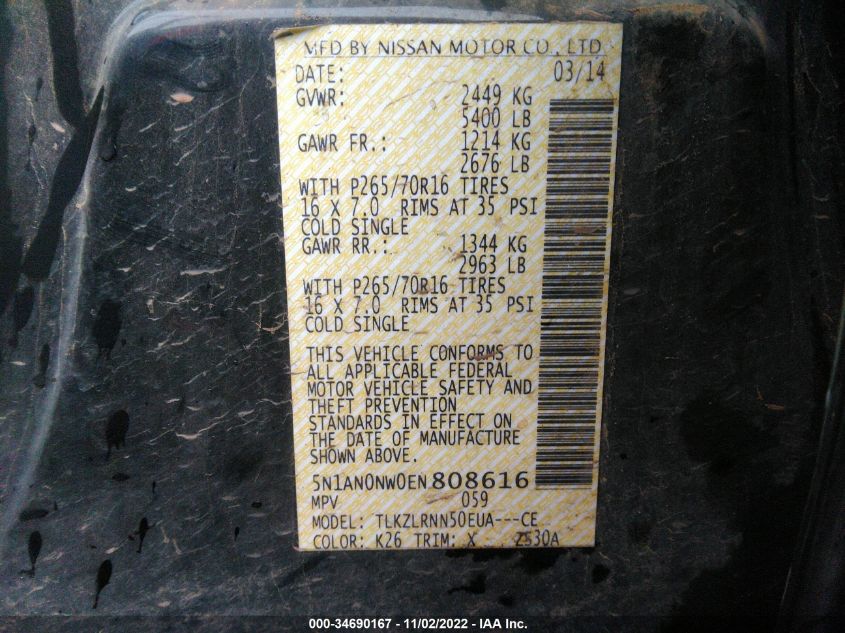 MFD BY NISSAN MOTOR CO., LTD.
DATE: 03/14
GVWR: 2449 KG
5400 LB
GAWR FR.: 1214 KG
2676 LB
WITH P265/70R16 TIRES
16 X 7.0 RIMS AT 35 PSI
COLD SINGLE
GAWR RR.: 1344 KG
2963 LB
WITH P265/70R16 TIRES
16 X 7.0 RIMS AT 35 PSI
COLD SINGLE
THIS VEHICLE CONFORMS TO
ALL APPLICABLE FEDERAL
MOTOR VEHICLE SAFETY AND
THEFT PREVENTION
STANDARDS IN EFFECT ON
THE DATE OF MANUFACTURE
SHOWN ABOVE.
5N1AN0NW0EN808616
MPV 059
MODEL: TLKZLRNN50EUA---CE
COLOR: K26 TRIM: X ZS30A
000-34690167 - 11/02/2022 - IAA Inc.